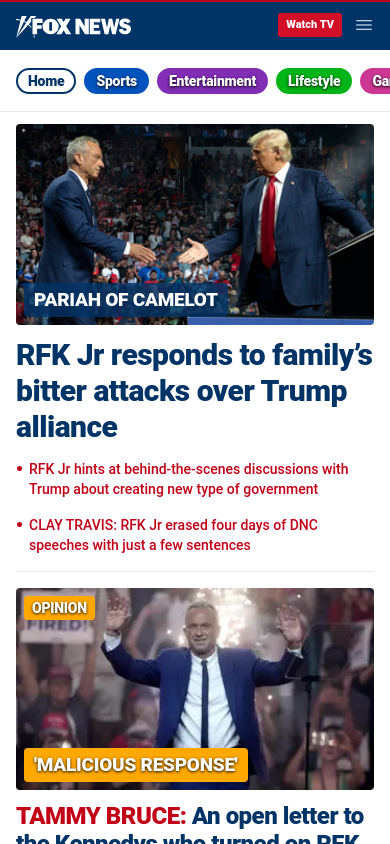 FOX NEWS
Watch TV
Home
Sports
Entertainment
Lifestyle
PARIAH OF CAMELOT
RFK Jr responds to family’s
bitter attacks over Trump
alliance
RFK Jr hints at behind-the-scenes discussions with
Trump about creating new type of government
CLAY TRAVIS: RFK Jr erased four days of DNC
speeches with just a few sentences
OPINION
FIRED!
'MALICIOUS RESPONSE'
TAMMY BRUCE: An open letter to
the Kennedys who turned on RFK